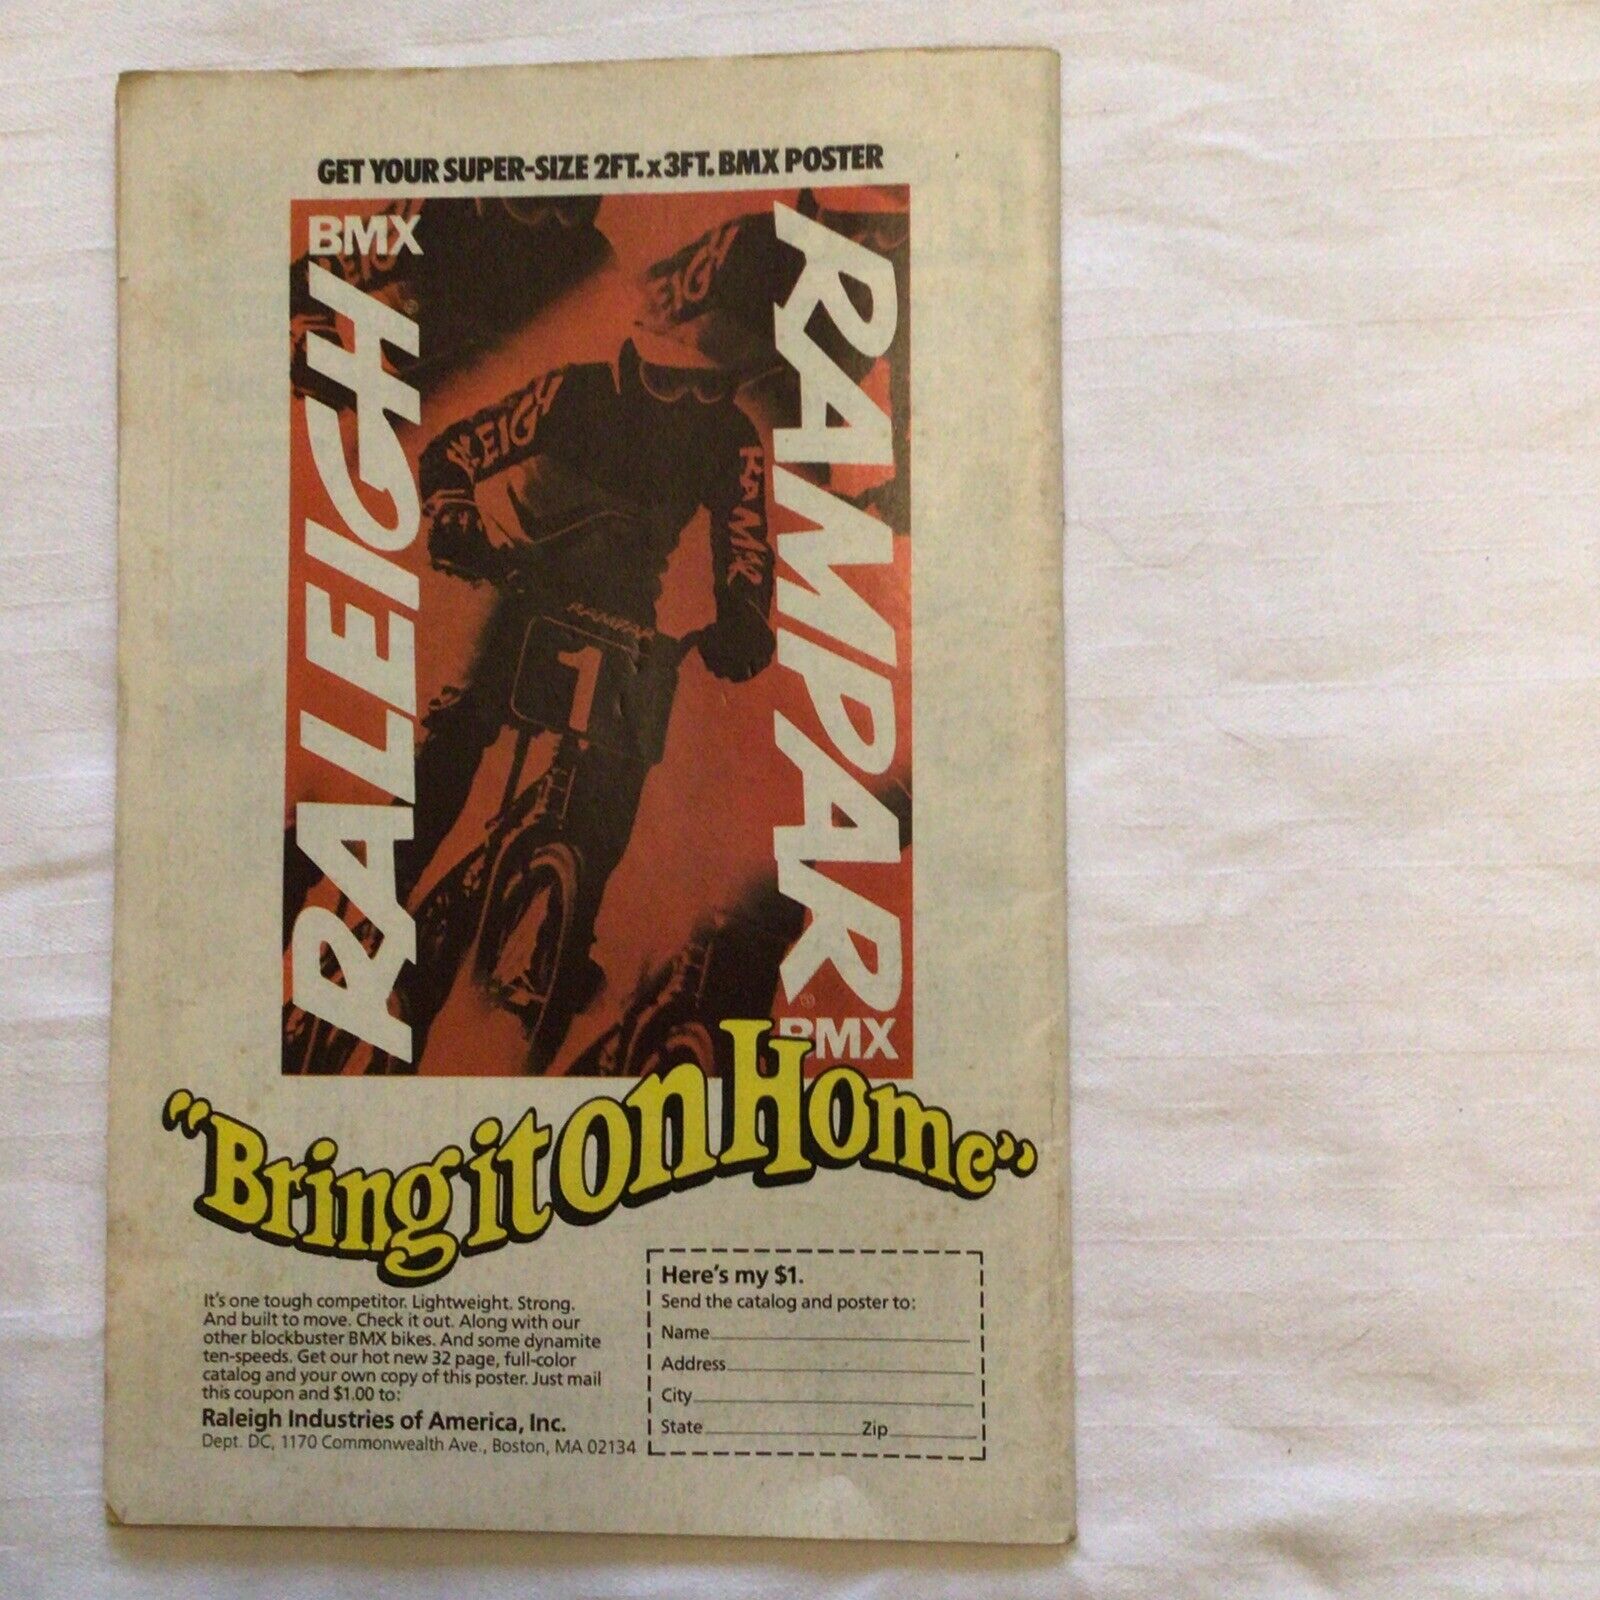 GET YOUR SUPER-SIZE 2FT. x 3FT. BMX POSTER
BMX
RALEIGH®
RAMPAR®
BMX
EIGH
EIGH
RAMPAR
1
"Bring it on Home"
It's one tough competitor. Lightweight. Strong.
And built to move. Check it out. Along with our
other blockbuster BMX bikes. And some dynamite
ten-speeds. Get our hot new 32 page, full-color
catalog and your own copy of this poster. Just mail
this coupon and $1.00 to:
Raleigh Industries of America, Inc.
Dept. DC, 1170 Commonwealth Ave., Boston, MA 02134
Here's my $1.
Send the catalog and poster to:
Name
Address
City
State Zip